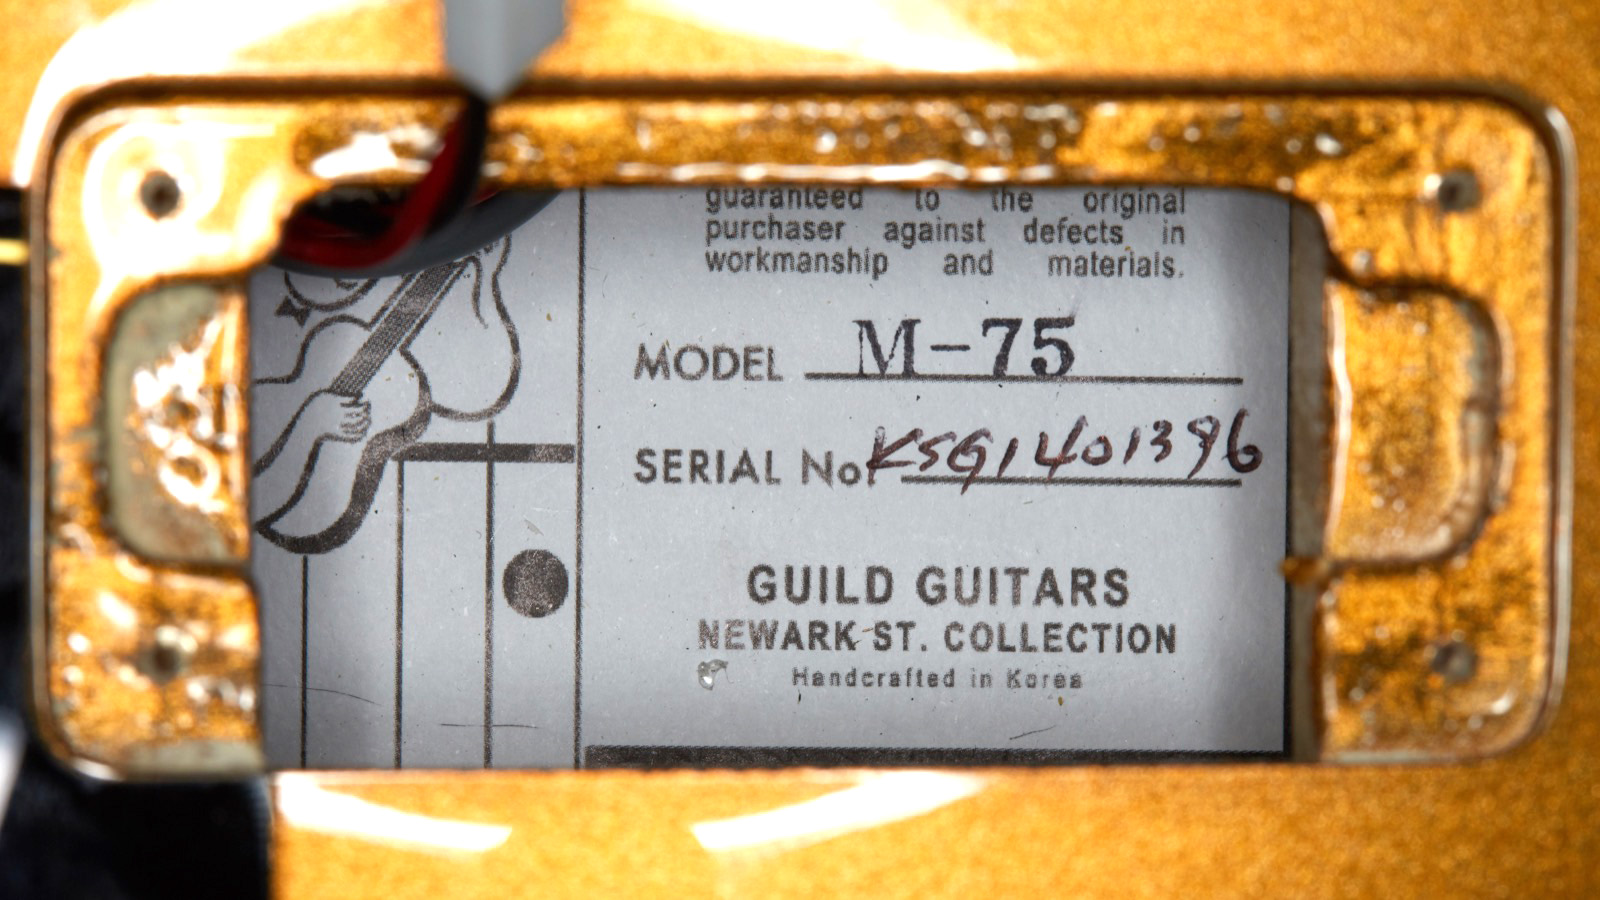 guaranteed to the original
purchaser against defects in
workmanship and materials.
MODEL M-75
SERIAL No. KSG1401396
GUILD GUITARS
NEWARK ST. COLLECTION
Handcrafted in Korea